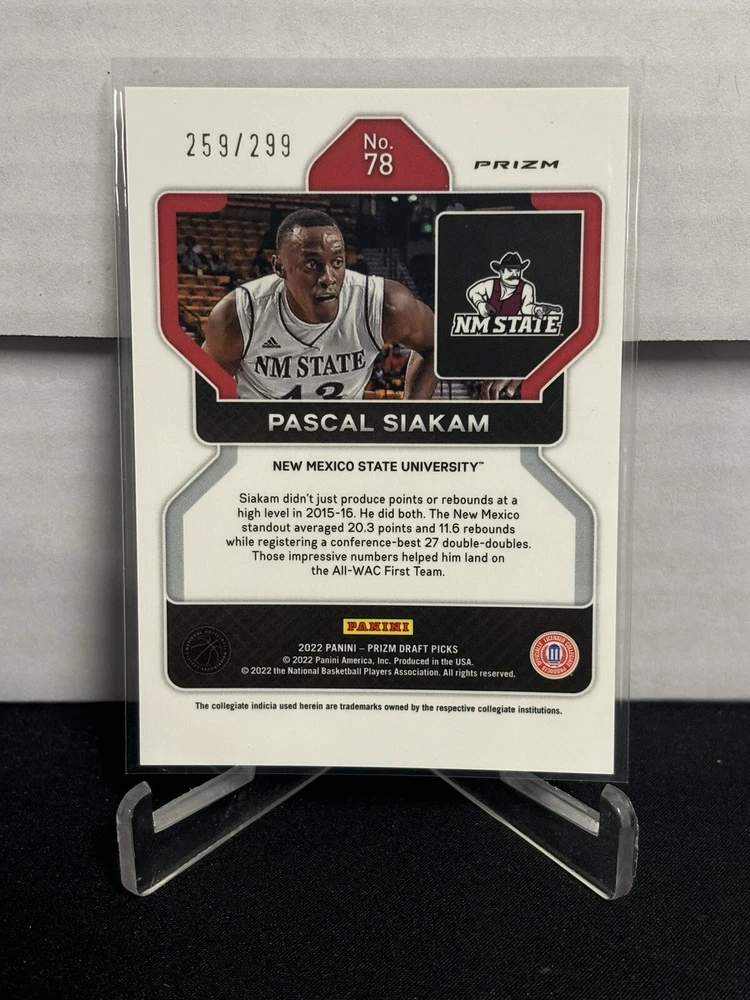 259/299
No.
78
PRIZM
NM STATE
43
NM STATE
PASCAL SIAKAM
NEW MEXICO STATE UNIVERSITY™
Siakam didn't just produce points or rebounds at a
high level in 2015-16. He did both. The New Mexico
standout averaged 20.3 points and 11.6 rebounds
while registering a conference-best 27 double-doubles.
Those impressive numbers helped him land on
the All-WAC First Team.
PANINI
2022 PANINI – PRIZM DRAFT PICKS
© 2022 Panini America, Inc. Produced in the USA.
© 2022 the National Basketball Players Association. All rights reserved.
OFFICIALLY LICENSED COLLEGIATE PRODUCTS
The collegiate indicia used herein are trademarks owned by the respective collegiate institutions.